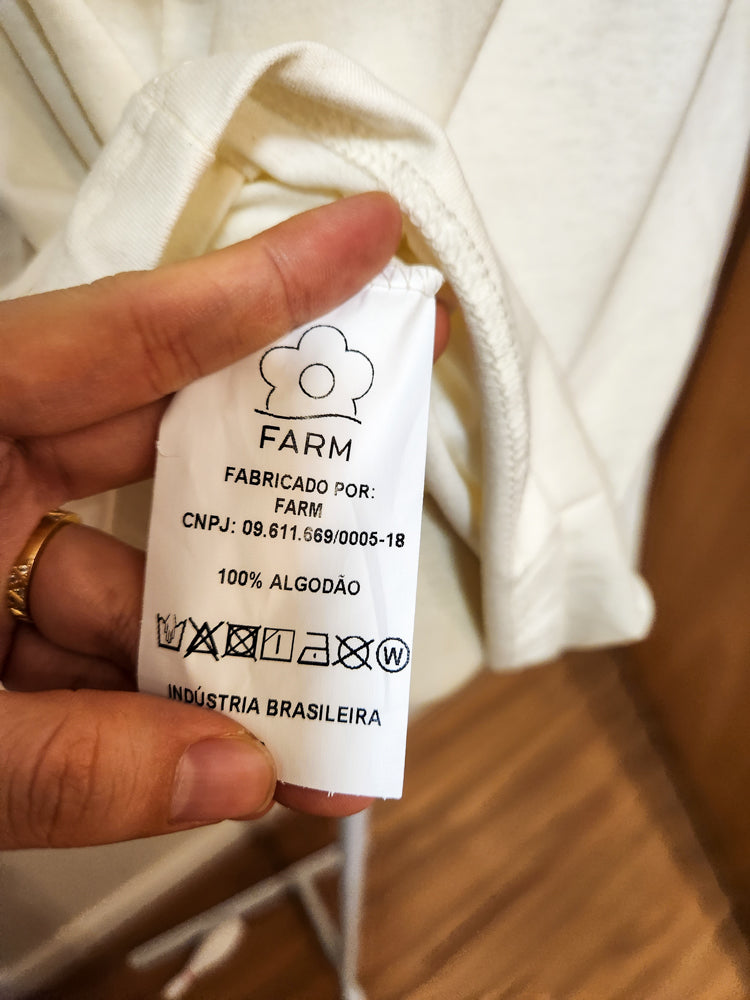 FARM
FABRICADO POR:
FARM
CNPJ: 09.611.669/0005-18
100% ALGODÃO
W
INDÚSTRIA BRASILEIRA